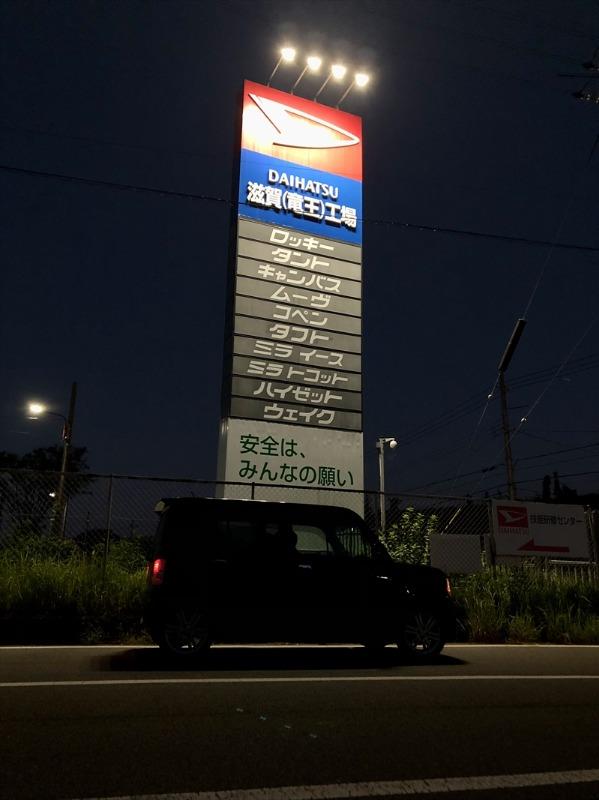 DAIHATSU
滋賀(竜王)工場
ロッキー
タント
キャンバス
ムーヴ
コペン
タフト
ミラ イース
ミラ トコット
ハイゼット
ウェイク
安全は、
みんなの願い
DAIHATSU
技能研修センター